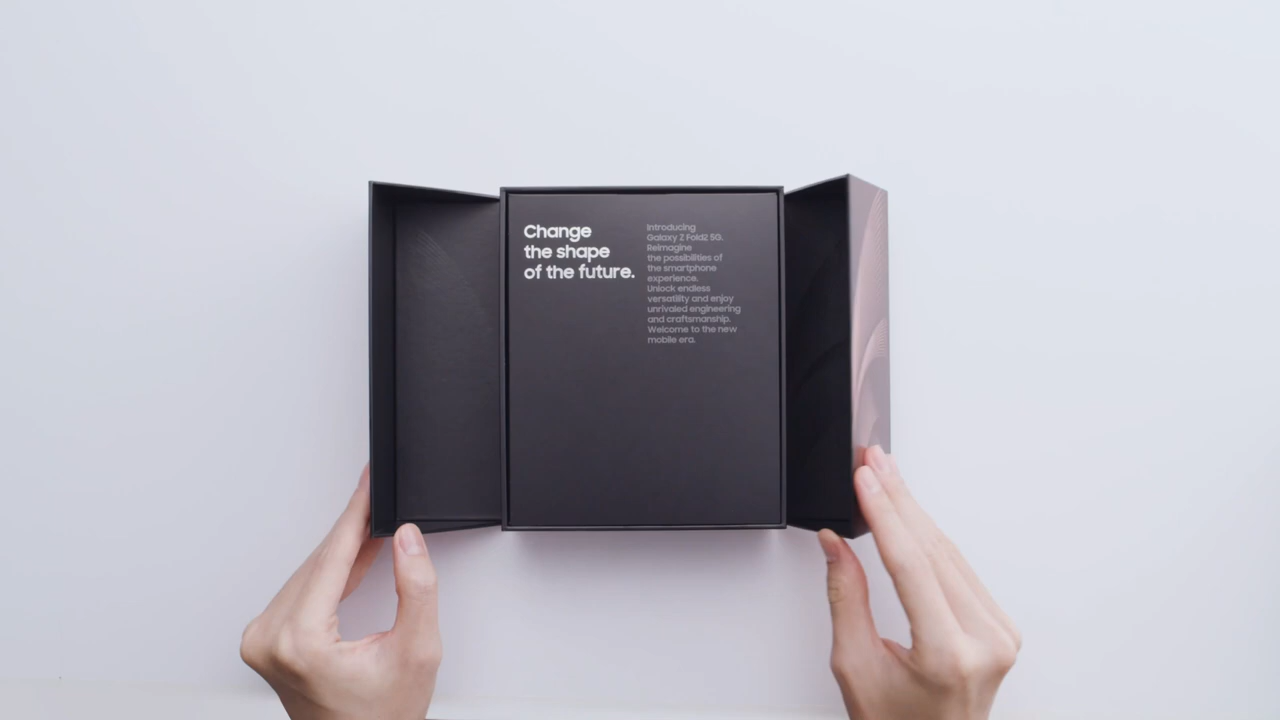 Change
the shape
of the future.
Introducing
Galaxy Z Fold2 5G.
Reimagine
the possibilities of
the smartphone
experience.
Unlock endless
versatility and enjoy
unrivaled engineering
and craftsmanship.
Welcome to the new
mobile era.